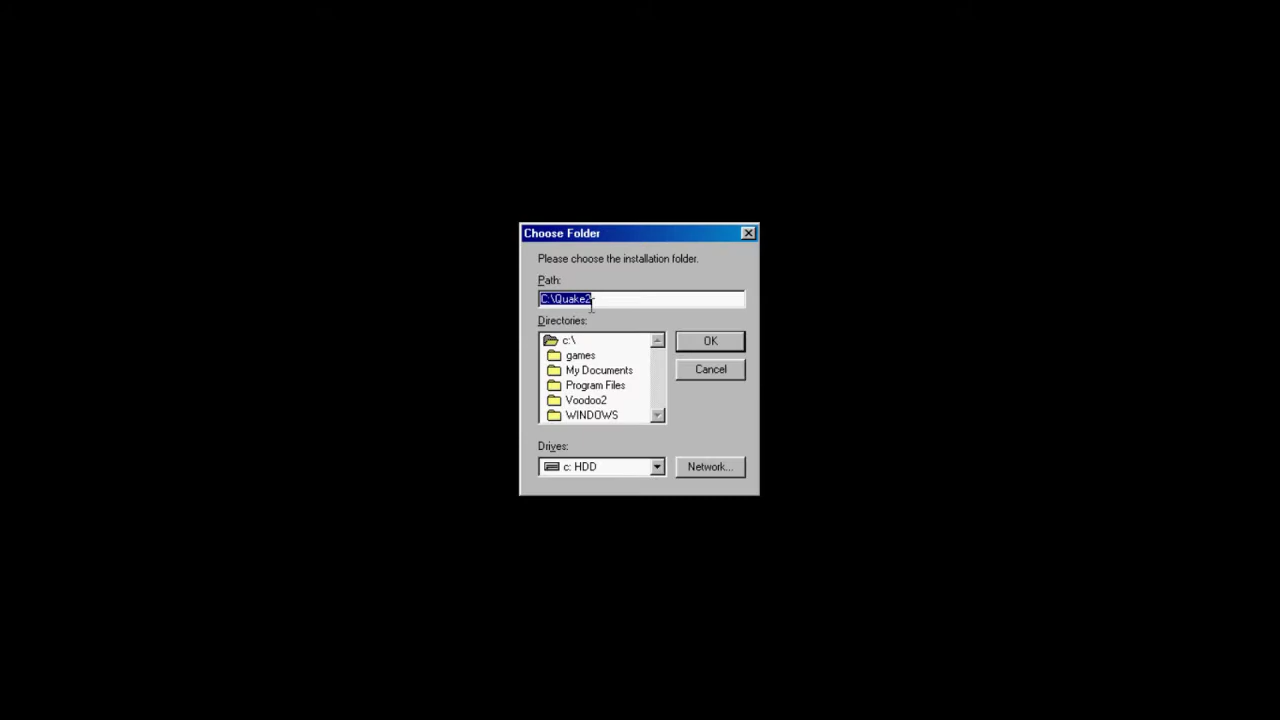 Choose Folder
Please choose the installation folder.
Path:
C:\Quake2
Directories:
c:\
games
My Documents
Program Files
Voodoo2
WINDOWS
OK
Cancel
Drives:
c: HDD
Network...